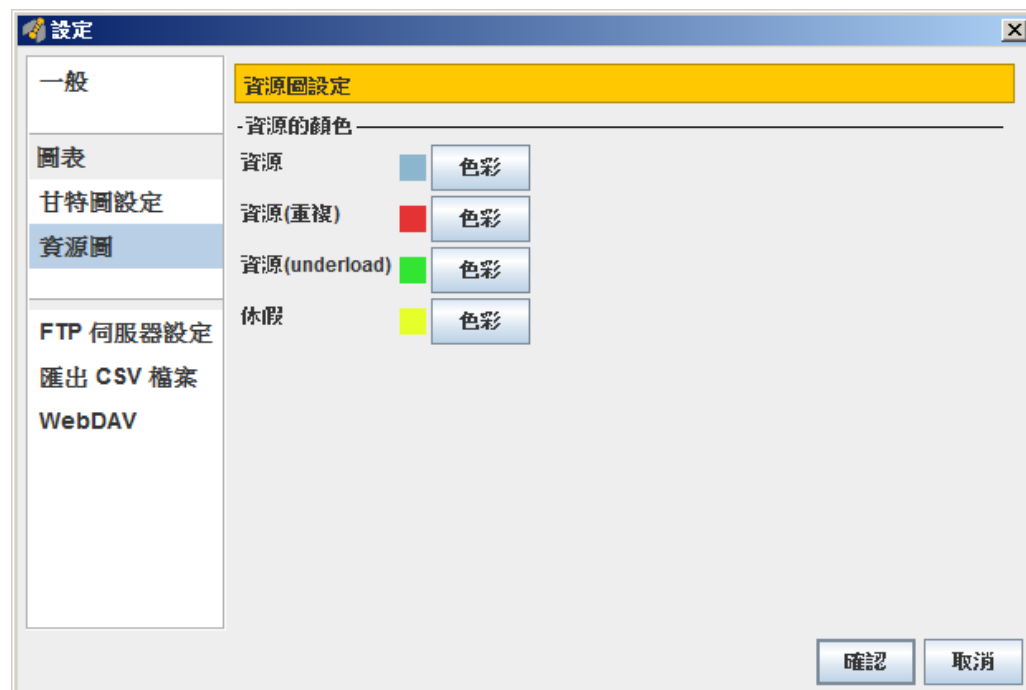 設定
一般
圖表
甘特圖設定
資源圖
FTP 伺服器設定
匯出 CSV 檔案
WebDAV
資源圖設定
資源的顏色
資源 色彩
資源(重複) 色彩
資源(underload) 色彩
休假 色彩
確認 取消